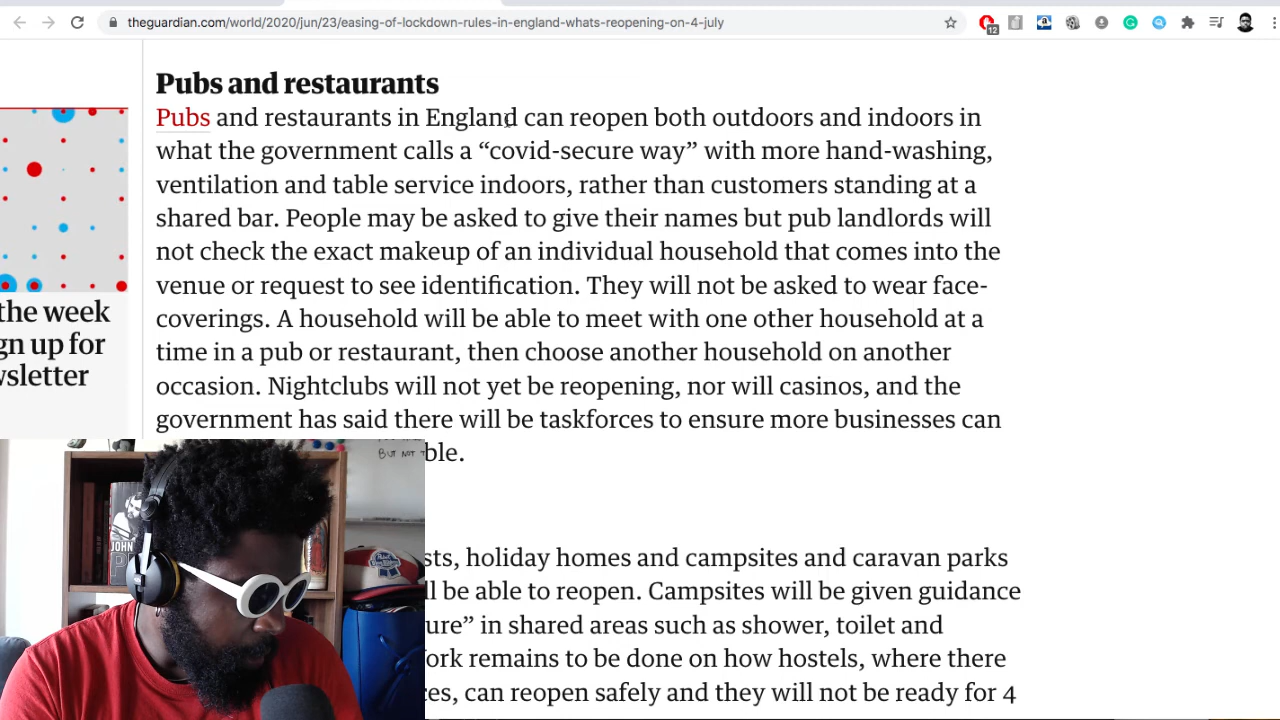 theguardian.com/world/2020/jun/23/easing-of-lockdown-rules-in-england-whats-reopening-on-4-july
12
Pubs and restaurants
Pubs and restaurants in England can reopen both outdoors and indoors in
what the government calls a “covid-secure way” with more hand-washing,
ventilation and table service indoors, rather than customers standing at a
shared bar. People may be asked to give their names but pub landlords will
not check the exact makeup of an individual household that comes into the
venue or request to see identification. They will not be asked to wear face-
coverings. A household will be able to meet with one other household at a
time in a pub or restaurant, then choose another household on another
occasion. Nightclubs will not yet be reopening, nor will casinos, and the
government has said there will be taskforces to ensure more businesses can
ble.
sts, holiday homes and campsites and caravan parks
ll be able to reopen. Campsites will be given guidance
ure” in shared areas such as shower, toilet and
ork remains to be done on how hostels, where there
ces, can reopen safely and they will not be ready for 4
the week
gn up for
wsletter
BUT NOT
JOHN